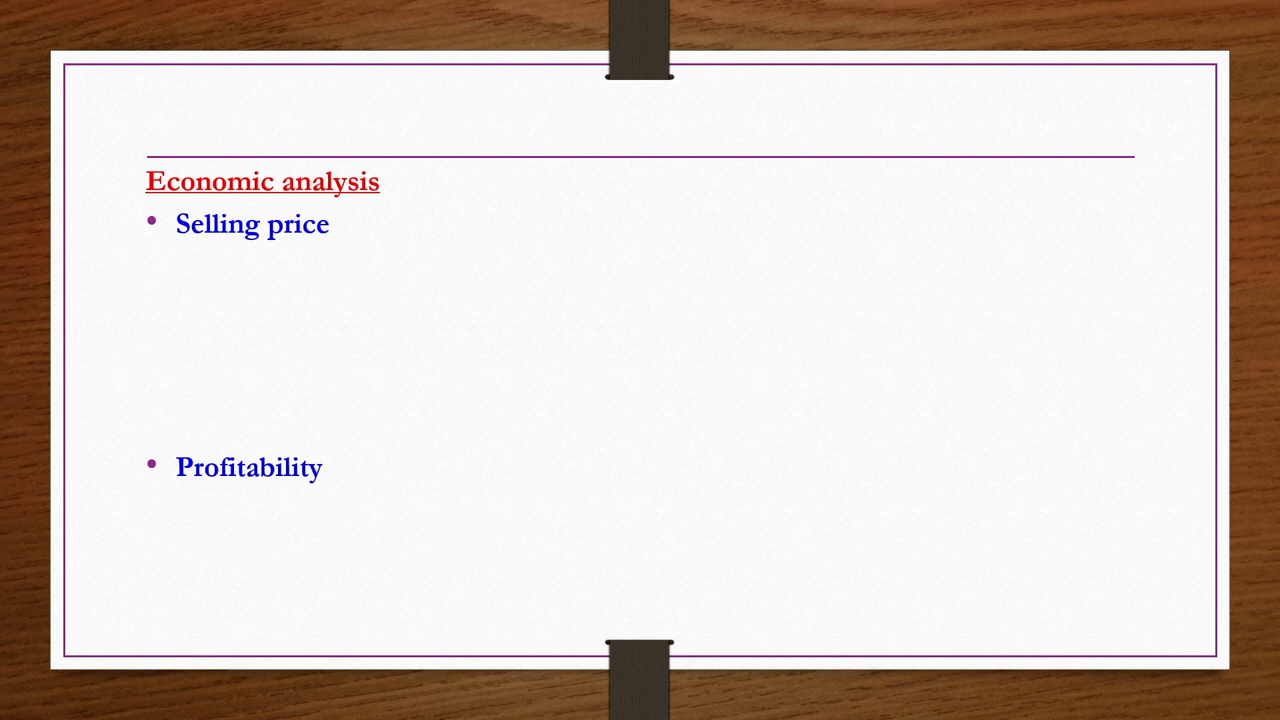 Economic analysis
• Selling price
• Profitability